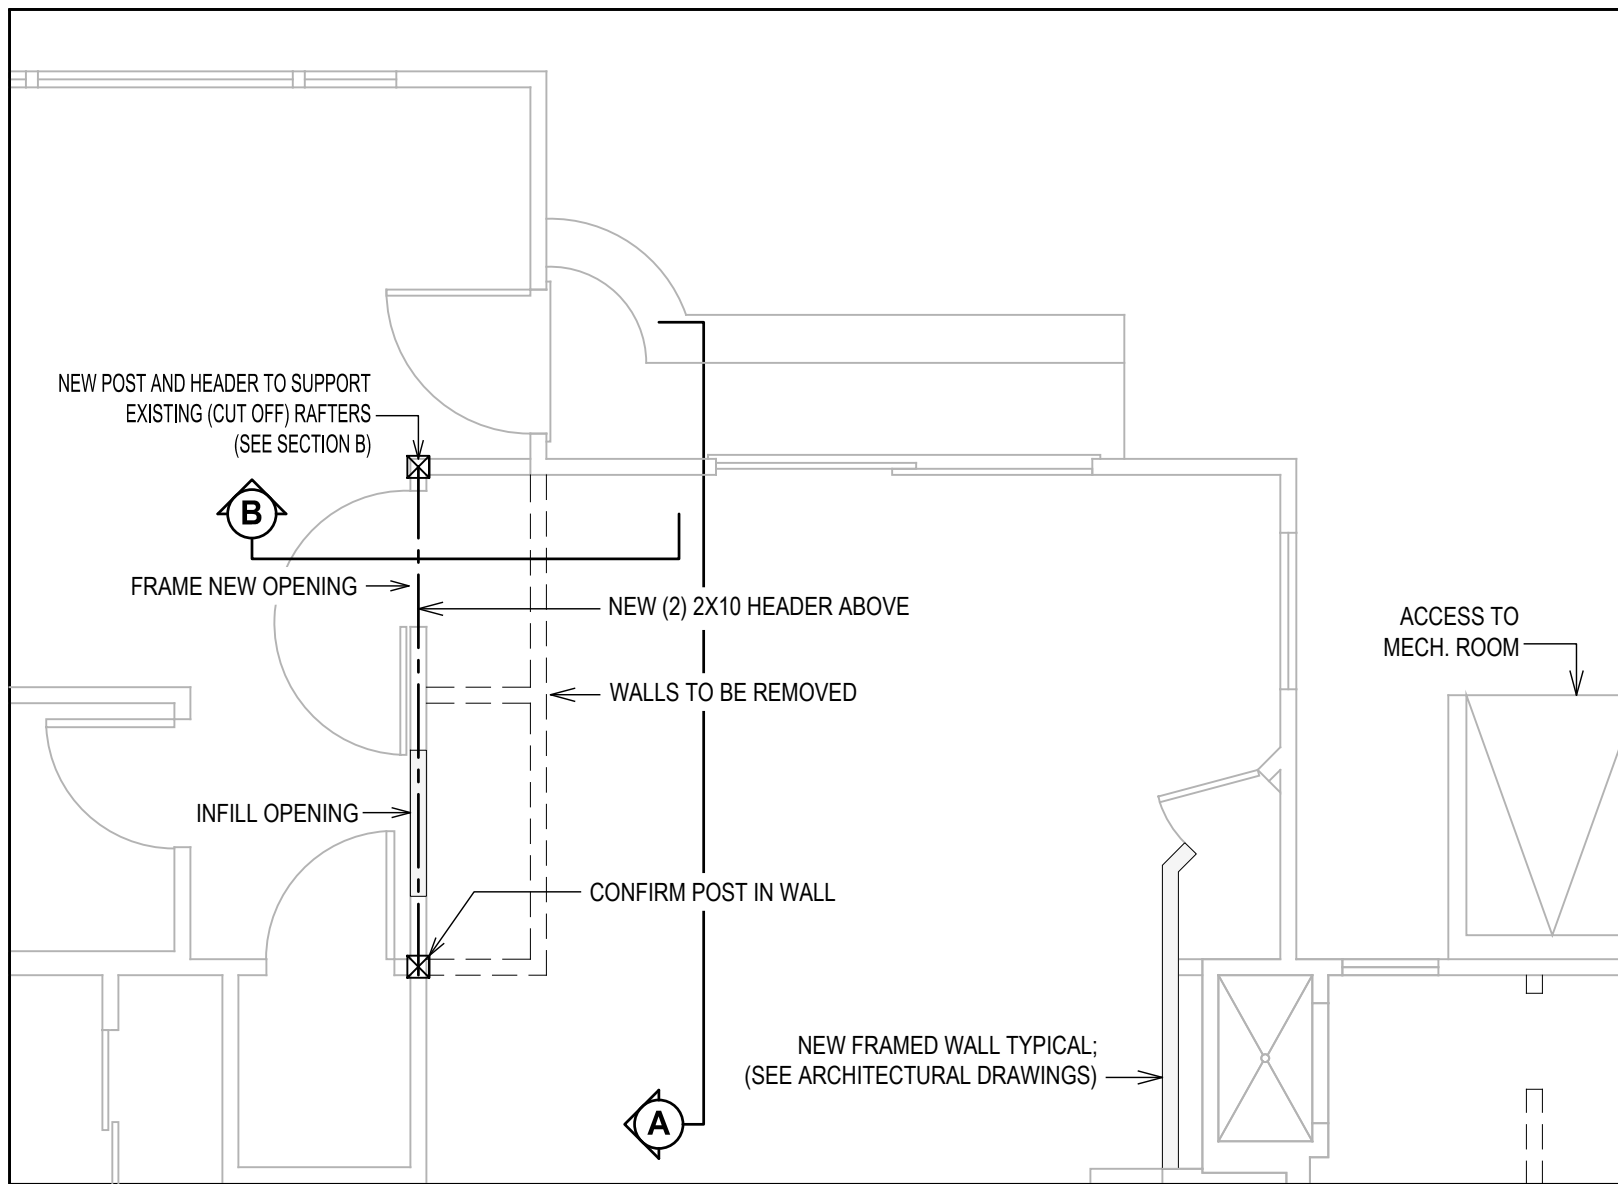 NEW POST AND HEADER TO SUPPORT
EXISTING (CUT OFF) RAFTERS
(SEE SECTION B)
B
FRAME NEW OPENING
NEW (2) 2X10 HEADER ABOVE
ACCESS TO
MECH. ROOM
WALLS TO BE REMOVED
INFILL OPENING
CONFIRM POST IN WALL
NEW FRAMED WALL TYPICAL;
(SEE ARCHITECTURAL DRAWINGS)
A